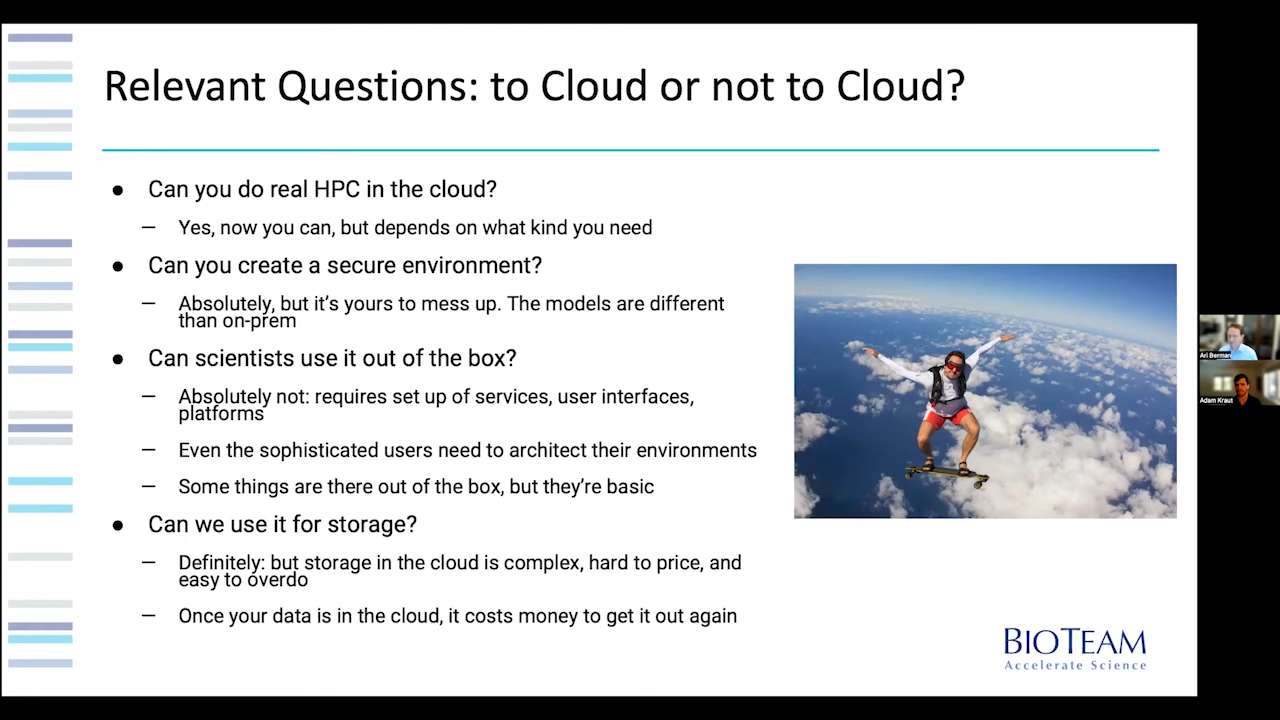 Relevant Questions: to Cloud or not to Cloud?
● Can you do real HPC in the cloud?
— Yes, now you can, but depends on what kind you need
● Can you create a secure environment?
— Absolutely, but it’s yours to mess up. The models are different
than on-prem
● Can scientists use it out of the box?
— Absolutely not: requires set up of services, user interfaces,
platforms
— Even the sophisticated users need to architect their environments
— Some things are there out of the box, but they’re basic
● Can we use it for storage?
— Definitely: but storage in the cloud is complex, hard to price, and
easy to overdo
— Once your data is in the cloud, it costs money to get it out again
BIOTEAM
Accelerate Science
Ari Berman
Adam Kraut